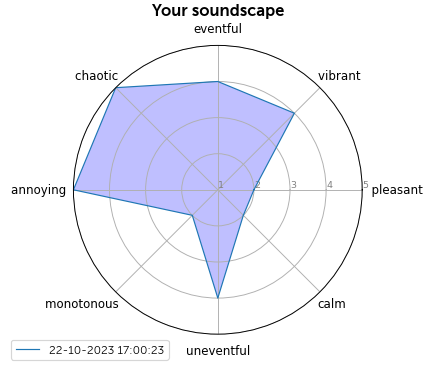 Your soundscape
eventful
chaotic
vibrant
annoying
1 2 3 4 5
pleasant
monotonous
calm
uneventful
22-10-2023 17:00:23